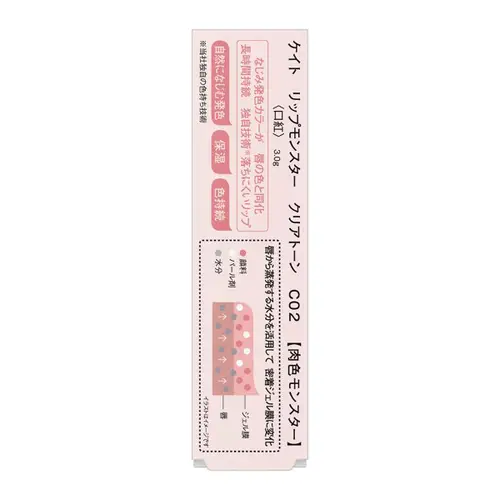 ケイト リップモンスター クリアトーン C02 【肉色モンスター】
〈口紅〉 3.0g
なじみ発色カラーが 唇の色と同化
長時間持続 独自技術※落ちにくいリップ
自然になじむ発色
保湿
色持続
※当社独自の色持ち技術
唇から蒸発する水分を活用して 密着ジェル膜に変化
顔料
パール剤
水分
ジェル膜
唇
イラストはイメージです